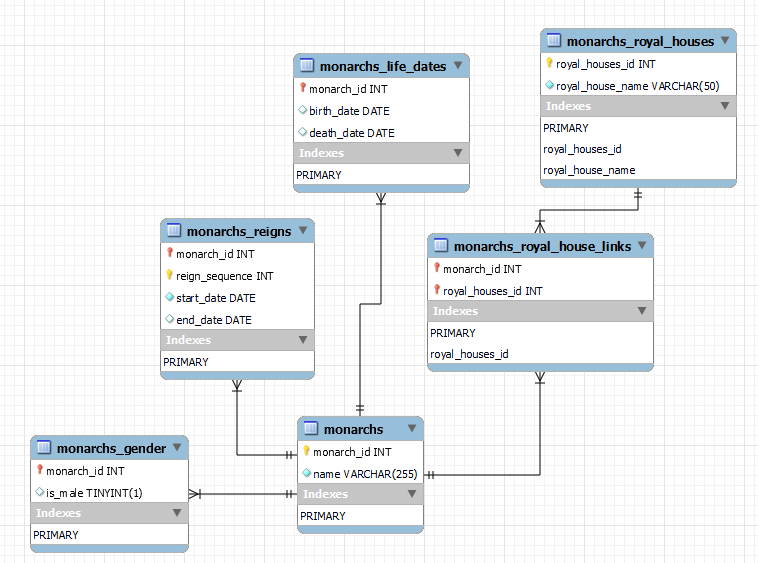 monarchs_royal_houses
royal_houses_id INT
royal_house_name VARCHAR(50)
Indexes
PRIMARY
royal_houses_id
royal_house_name
monarchs_life_dates
monarch_id INT
birth_date DATE
death_date DATE
Indexes
PRIMARY
monarchs_reigns
monarch_id INT
reign_sequence INT
start_date DATE
end_date DATE
Indexes
PRIMARY
monarchs_royal_house_links
monarch_id INT
royal_houses_id INT
Indexes
PRIMARY
royal_houses_id
monarchs
monarch_id INT
name VARCHAR(255)
Indexes
PRIMARY
monarchs_gender
monarch_id INT
is_male TINYINT(1)
Indexes
PRIMARY